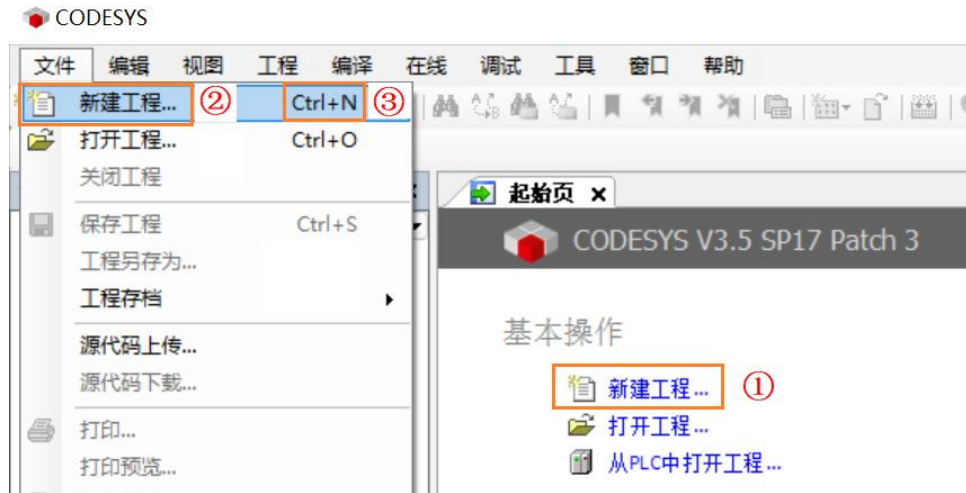 CODESYS
文件 编辑 视图 工程 编译 在线 调试 工具 窗口 帮助
新建工程... ② Ctrl+N ③
打开工程... Ctrl+O
关闭工程
保存工程 Ctrl+S
工程另存为...
工程存档
源代码上传...
源代码下载...
打印...
打印预览...
起始页
CODESYS V3.5 SP17 Patch 3
基本操作
新建工程... ①
打开工程...
从PLC中打开工程...